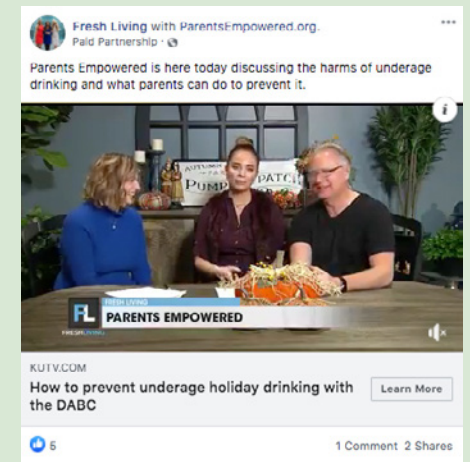 Fresh Living with ParentsEmpowered.org.
Paid Partnership ·
Parents Empowered is here today discussing the harms of underage
drinking and what parents can do to prevent it.
i
AUTUMN
PUMP PATCH
FL
FRESH LIVING
PARENTS EMPOWERED
FRESH LIVING
KUTV.COM
How to prevent underage holiday drinking with
the DABC
Learn More
5
1 Comment 2 Shares